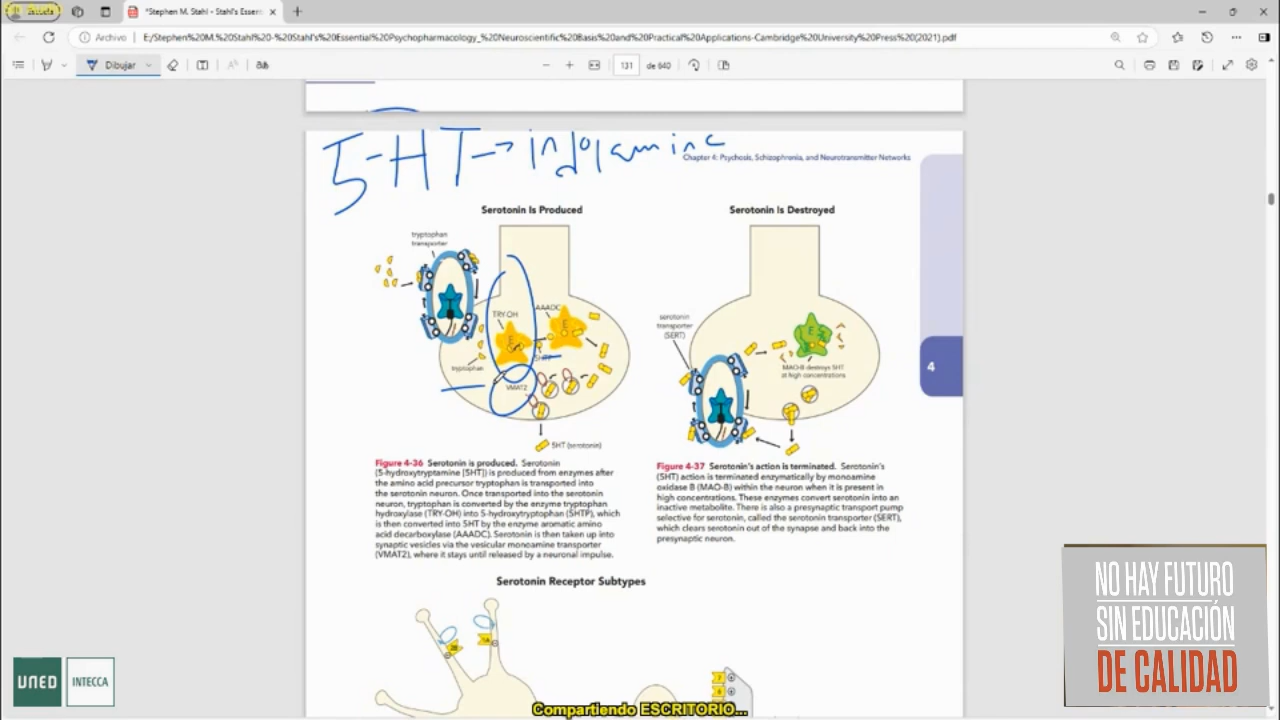 Escuela
*Stephen M. Stahl - Stahl's Essen
Archivo
E:/Stephen%20M.%20Stahl%20-%20Stahl's%20Essential%20Psychopharmacology_%20Neuroscientific%20Basis%20and%20Practical%20Applications-Cambridge%20University%20Press%20(2021).pdf
Dibujar
131 de 640
5-HT → indolamine
Chapter 4: Psychosis, Schizophrenia, and Neurotransmitter Networks
Serotonin Is Produced
tryptophan
transporter
TRY-OH
AAADC
E
E
5HTP
tryptophan
VMAT2
5HT (serotonin)
Figure 4-36 Serotonin is produced. Serotonin
(5-hydroxytryptamine [5HT]) is produced from enzymes after
the amino acid precursor tryptophan is transported into
the serotonin neuron. Once transported into the serotonin
neuron, tryptophan is converted by the enzyme tryptophan
hydroxylase (TRY-OH) into 5-hydroxytryptophan (5HTP), which
is then converted into 5HT by the enzyme aromatic amino
acid decarboxylase (AAADC). Serotonin is then taken up into
synaptic vesicles via the vesicular monoamine transporter
(VMAT2), where it stays until released by a neuronal impulse.
Serotonin Is Destroyed
serotonin
transporter
(SERT)
E
MAO-B destroys 5HT
at high concentrations
Figure 4-37 Serotonin's action is terminated. Serotonin's
(5HT) action is terminated enzymatically by monoamine
oxidase B (MAO-B) within the neuron when it is present in
high concentrations. These enzymes convert serotonin into an
inactive metabolite. There is also a presynaptic transport pump
selective for serotonin, called the serotonin transporter (SERT),
which clears serotonin out of the synapse and back into the
presynaptic neuron.
4
Serotonin Receptor Subtypes
2B
1A
7
6
NO HAY FUTURO
SIN EDUCACIÓN
DE CALIDAD
UNED
INTECCA
Compartiendo ESCRITORIO...